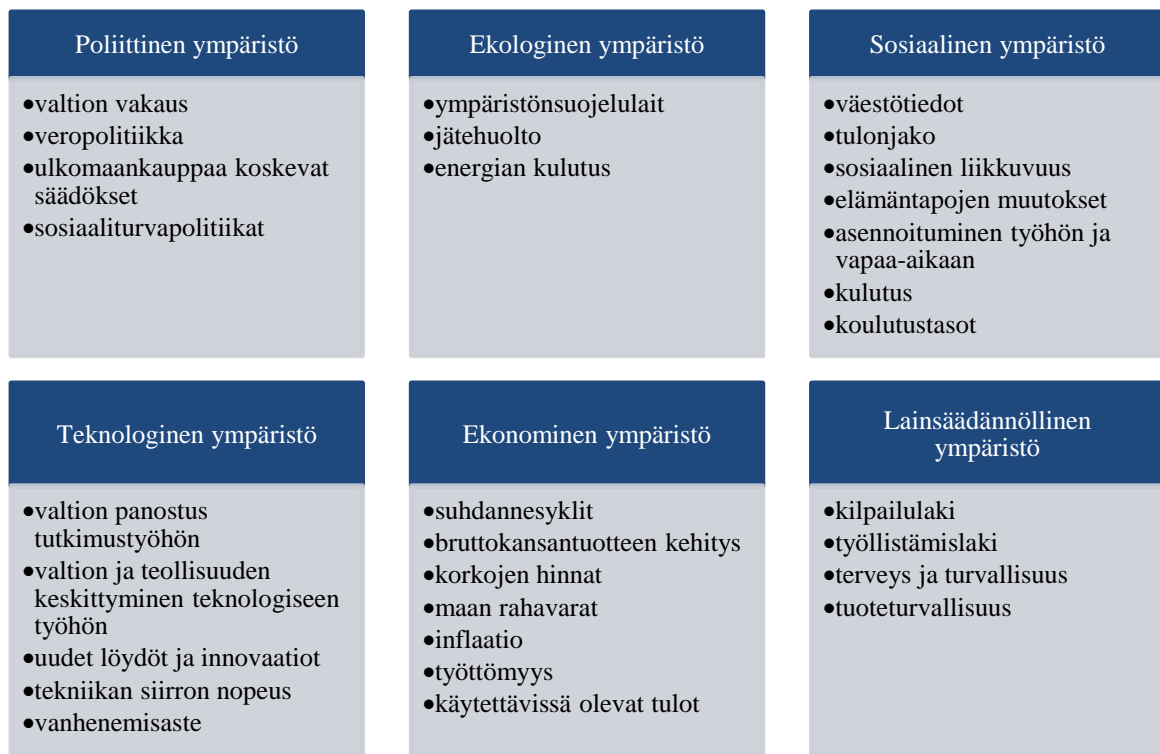 Poliittinen ympäristö
•valtion vakaus
•veropolitiikka
•ulkomaankauppaa koskevat
säädökset
•sosiaaliturvapolitiikat
Ekologinen ympäristö
•ympäristönsuojelulait
•jätehuolto
•energian kulutus
Sosiaalinen ympäristö
•väestötiedot
•tulonjako
•sosiaalinen liikkuvuus
•elämäntapojen muutokset
•asennoituminen työhön ja
vapaa-aikaan
•kulutus
•koulutustasot
Teknologinen ympäristö
•valtion panostus
tutkimustyöhön
•valtion ja teollisuuden
keskittyminen teknologiseen
työhön
•uudet löydöt ja innovaatiot
•tekniikan siirron nopeus
•vanhenemisaste
Ekonominen ympäristö
•suhdannesyklit
•bruttokansantuotteen kehitys
•korkojen hinnat
•maan rahavarat
•inflaatio
•työttömyys
•käytettävissä olevat tulot
Lainsäädännöllinen
ympäristö
•kilpailulaki
•työllistämislaki
•terveys ja turvallisuus
•tuoteturvallisuus